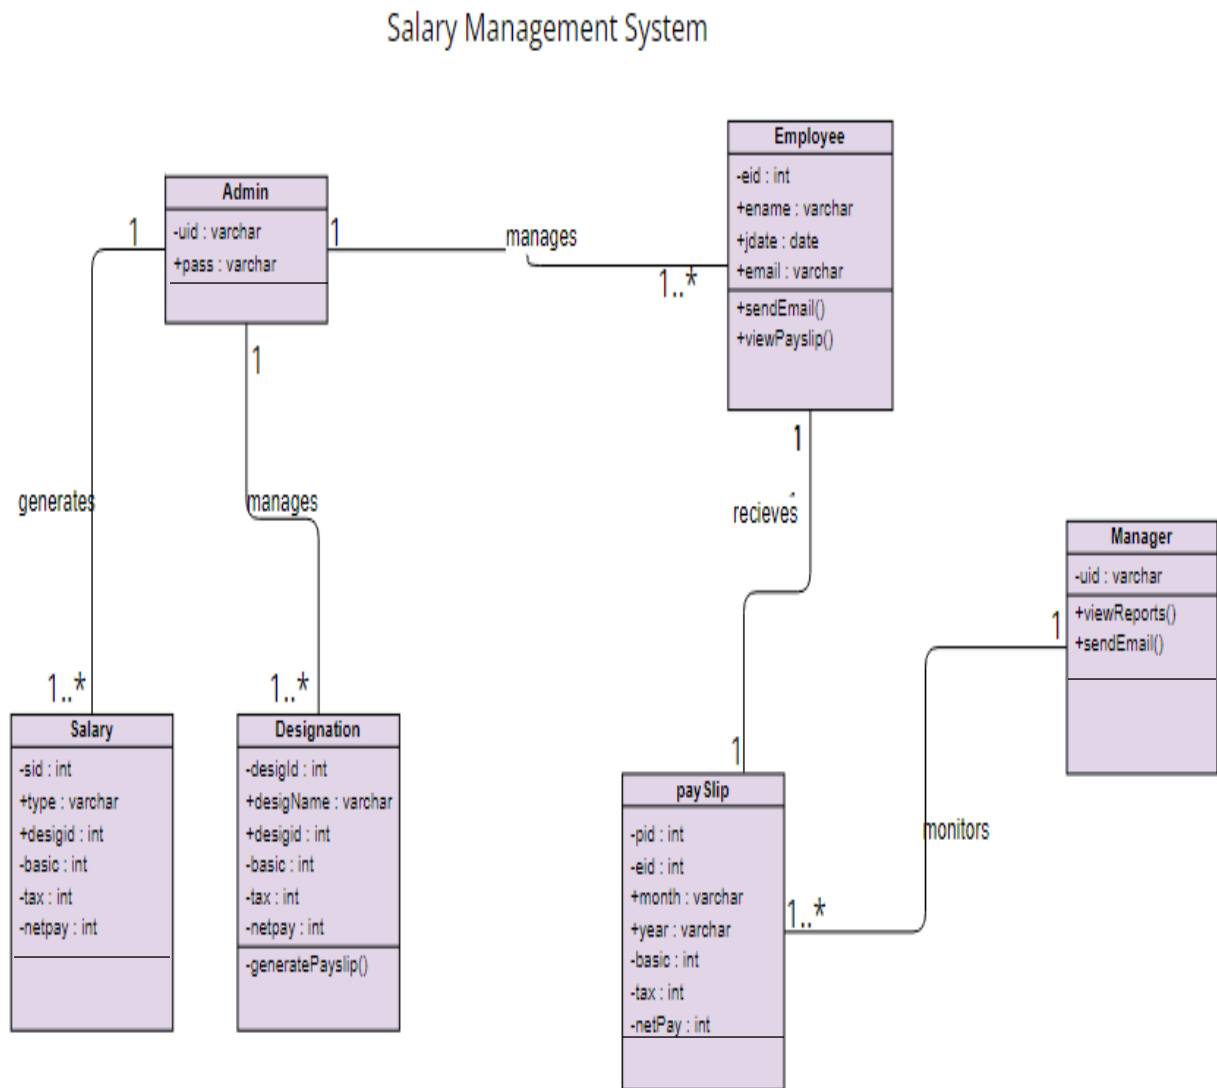 Salary Management System
Employee
-eid : int
+ename : varchar
+jdate : date
+email : varchar
+sendEmail()
+viewPayslip()
Admin
-uid : varchar
+pass : varchar
1
1
manages
1..*
1
1
generates
manages
recieves
Manager
-uid : varchar
+viewReports()
+sendEmail()
1
1..*
1..*
1
Salary
-sid : int
+type : varchar
+desigid : int
-basic : int
-tax : int
-netpay : int
Designation
-desigId : int
+desigName : varchar
+desigid : int
-basic : int
-tax : int
-netpay : int
-generatePayslip()
paySlip
-pid : int
-eid : int
+month : varchar
+year : varchar
-basic : int
-tax : int
-netPay : int
monitors
1..*